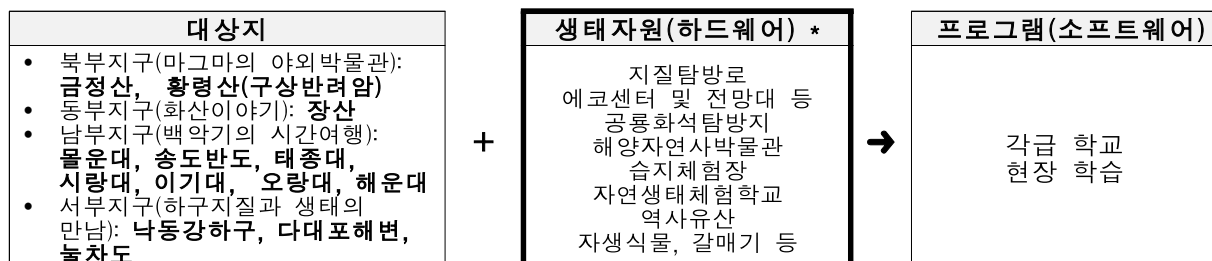 대상지
• 북부지구(마그마의 야외박물관):
금정산, 황령산(구상반려암)
• 동부지구(화산이야기): 장산
• 남부지구(백악기의 시간여행):
몰운대, 송도반도, 태종대,
시랑대, 이기대, 오랑대, 해운대
• 서부지구(하구지질과 생태의
만남): 낙동강하구, 다대포해변,
눌차도
+
생태자원(하드웨어) *
지질탐방로
에코센터 및 전망대 등
공룡화석탐방지
해양자연사박물관
습지체험장
자연생태체험학교
역사유산
자생식물, 갈매기 등
➔
프로그램(소프트웨어)
각급 학교
현장 학습